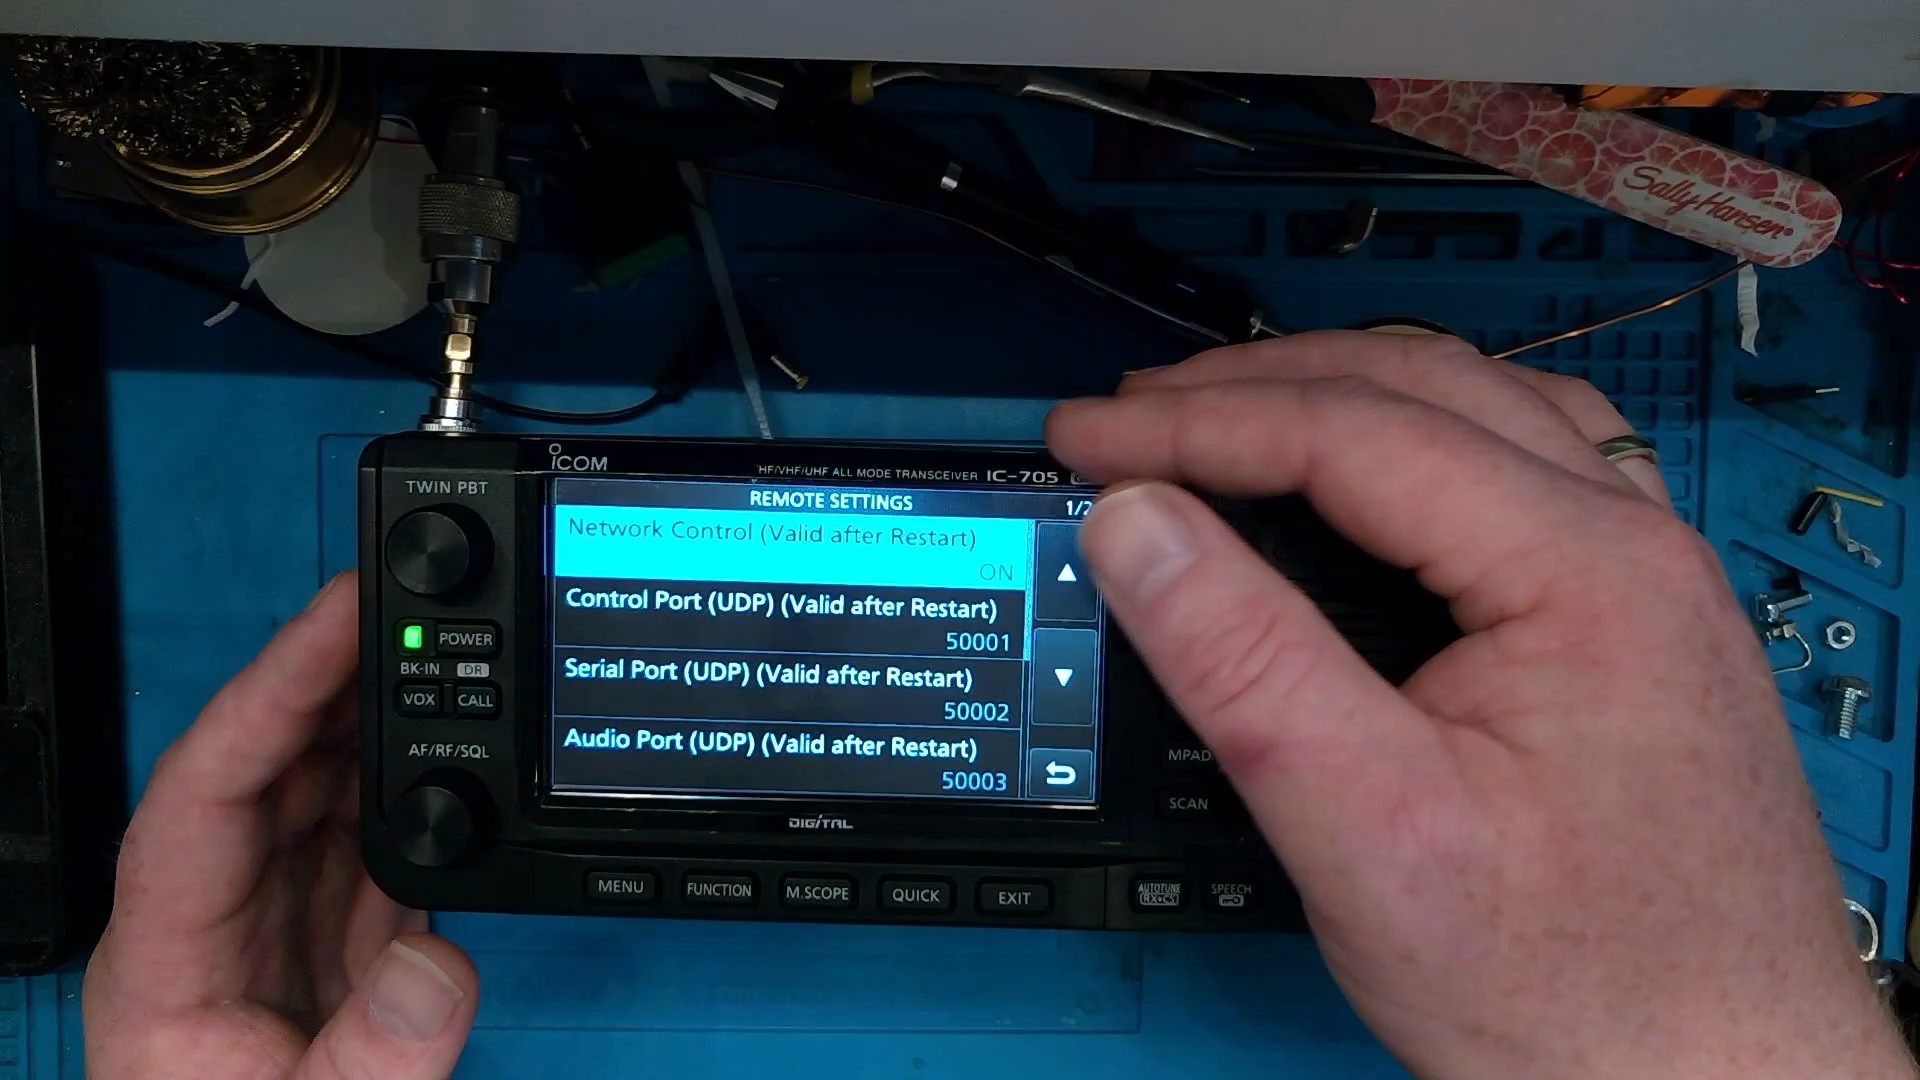 Sally Hansen®
ICOM
HF/VHF/UHF ALL MODE TRANSCEIVER IC-705
TWIN PBT
REMOTE SETTINGS 1/2
Network Control (Valid after Restart)
ON
Control Port (UDP) (Valid after Restart)
50001
Serial Port (UDP) (Valid after Restart)
50002
Audio Port (UDP) (Valid after Restart)
50003
POWER
BK-IN DR
VOX CALL
AF/RF/SQL
MPAD
SCAN
DIGITAL
MENU FUNCTION M.SCOPE QUICK EXIT
AUTOTUNE
RX→CS
SPEECH